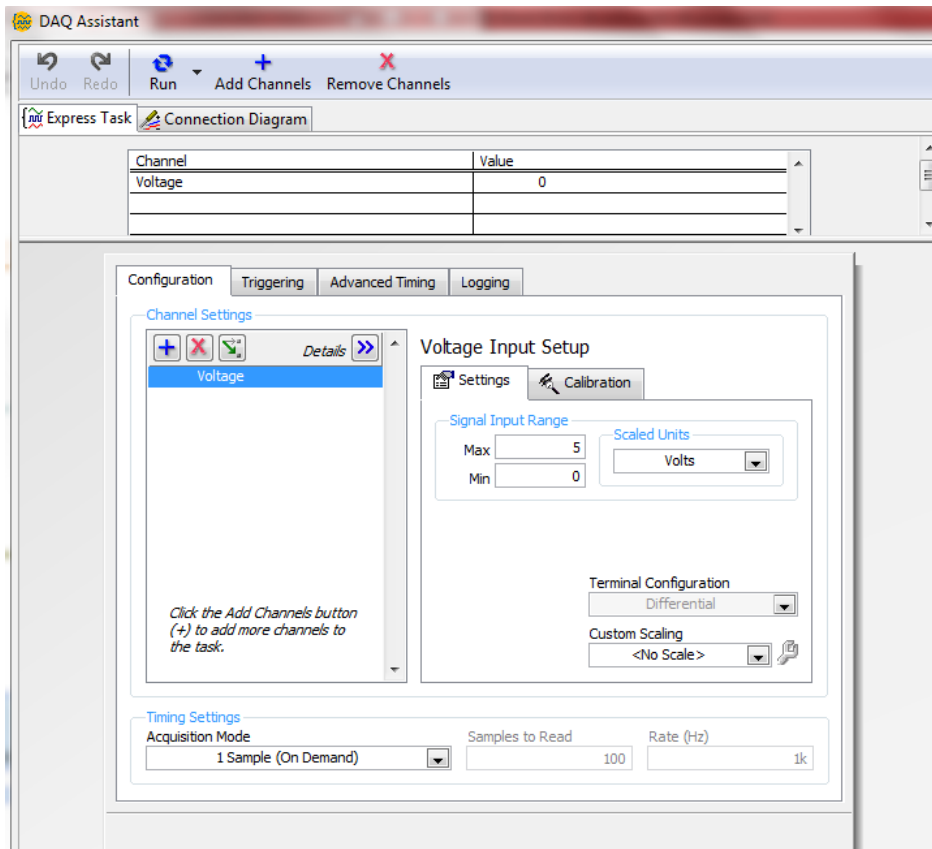 DAQ Assistant
Undo Redo Run Add Channels Remove Channels
Express Task Connection Diagram
Channel Value
Voltage 0
Configuration Triggering Advanced Timing Logging
Channel Settings
Details
Voltage
Click the Add Channels button
(+) to add more channels to
the task.
Voltage Input Setup
Settings Calibration
Signal Input Range
Scaled Units
Max 5
Volts
Min 0
Terminal Configuration
Differential
Custom Scaling
<No Scale>
Timing Settings
Acquisition Mode Samples to Read Rate (Hz)
1 Sample (On Demand) 100 1k